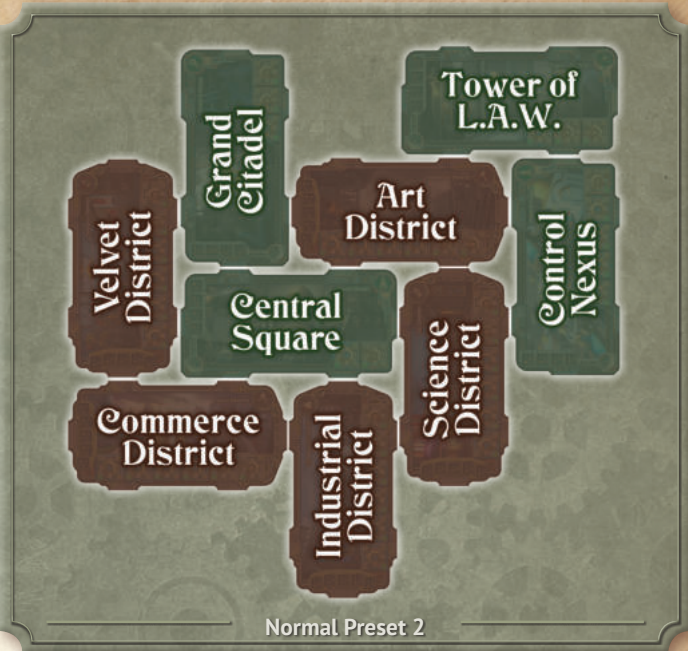 Tower of
L.A.W.
Grand
Citadel
Art
District
Velvet
District
Control
Nexus
Central
Square
Science
District
Commerce
District
Industrial
District
Normal Preset 2